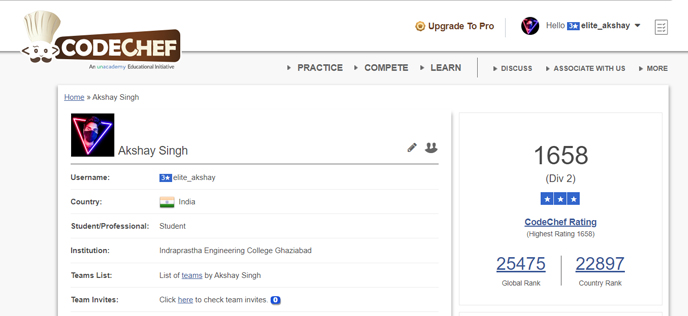 Upgrade To Pro
Hello 3★ elite_akshay
CODECHEF
An unacademy Educational Initiative
PRACTICE COMPETE LEARN DISCUSS ASSOCIATE WITH US MORE
Home » Akshay Singh
Akshay Singh
Username: 3★ elite_akshay
Country: India
Student/Professional: Student
Institution: Indraprastha Engineering College Ghaziabad
Teams List: List of teams by Akshay Singh
Team Invites: Click here to check team invites. 0
1658
(Div 2)
★ ★ ★
CodeChef Rating
(Highest Rating 1658)
25475 22897
Global Rank Country Rank